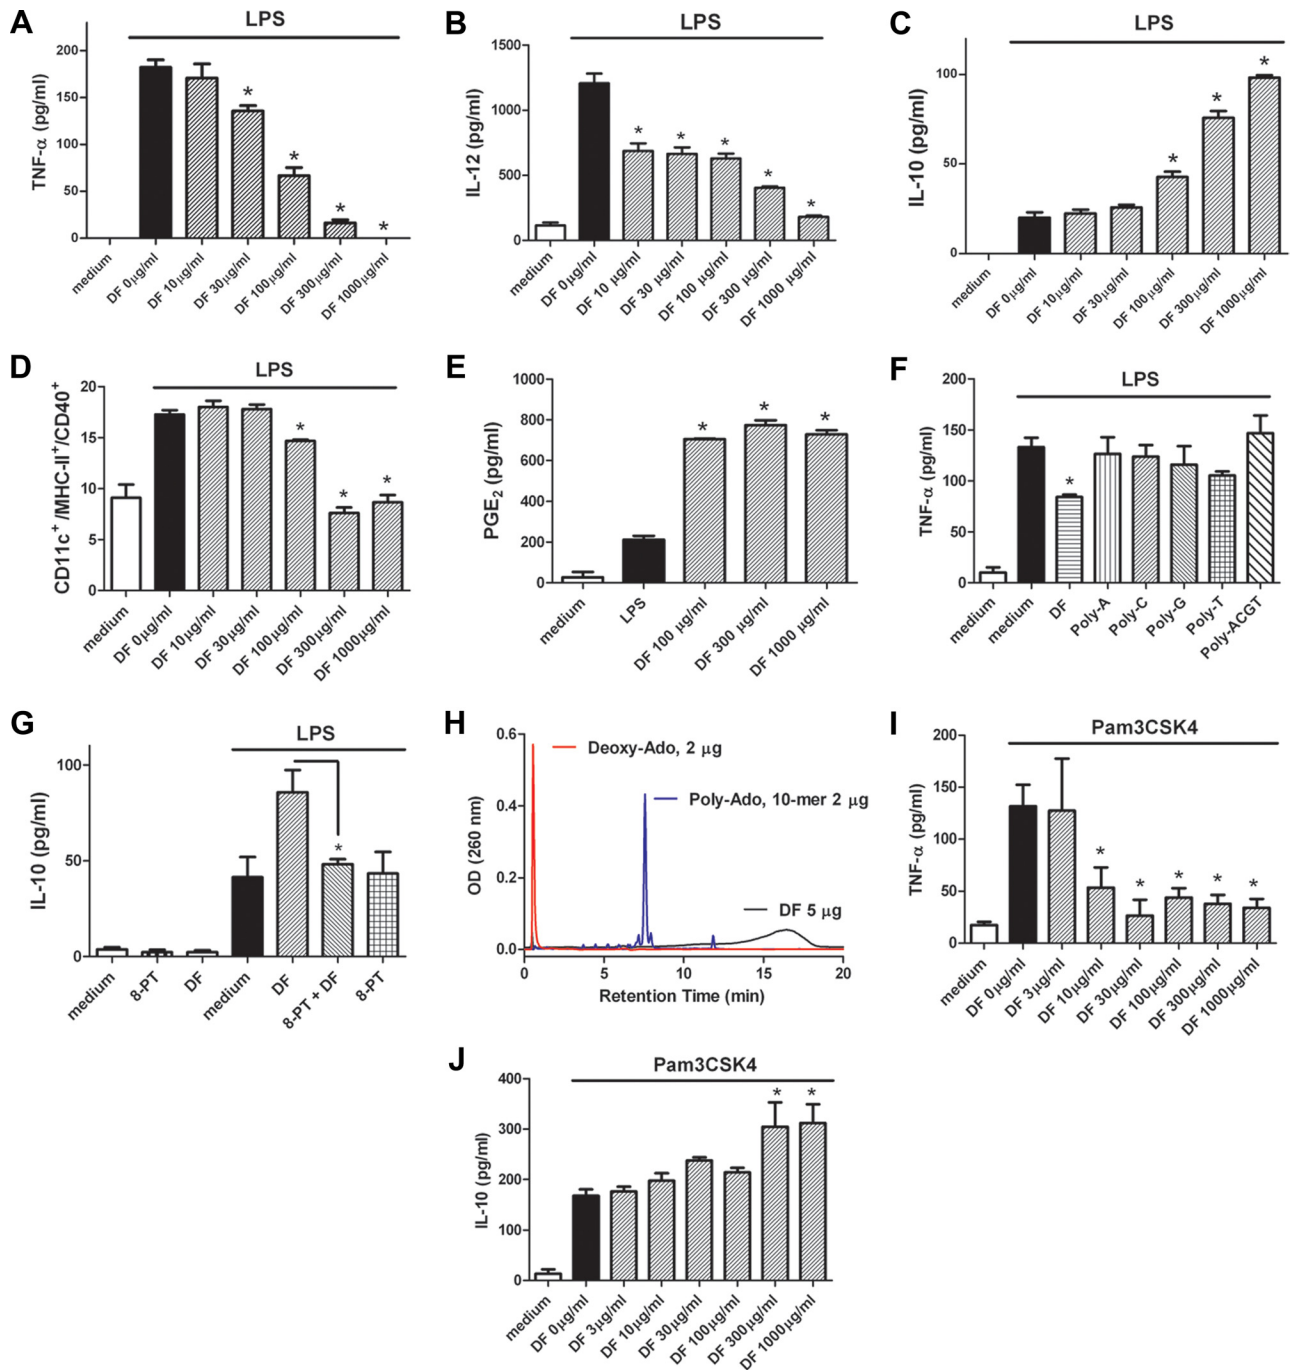 A
LPS
TNF-α (pg/ml)
200
150
100
50
0
medium
DF 0µg/ml
DF 10µg/ml
DF 30µg/ml
DF 100µg/ml
DF 300µg/ml
DF 1000µg/ml
* * * *
B
LPS
IL-12 (pg/ml)
1500
1000
500
0
medium
DF 0µg/ml
DF 10 µg/ml
DF 30 µg/ml
DF 100 µg/ml
DF 300 µg/ml
DF 1000 µg/ml
* * * * *
C
LPS
IL-10 (pg/ml)
100
50
0
medium
DF 0µg/ml
DF 10µg/ml
DF 30µg/ml
DF 100µg/ml
DF 300µg/ml
DF 1000µg/ml
* * *
D
LPS
CD11c⁺ /MHC-II⁺/CD40⁺
20
15
10
5
0
medium
DF 0µg/ml
DF 10µg/ml
DF 30µg/ml
DF 100µg/ml
DF 300µg/ml
DF 1000µg/ml
* * *
E
PGE₂ (pg/ml)
1000
800
600
400
200
0
medium
LPS
DF 100 µg/ml
DF 300 µg/ml
DF 1000 µg/ml
* * *
F
LPS
TNF-α (pg/ml)
200
150
100
50
0
medium
medium
DF
Poly-A
Poly-C
Poly-G
Poly-T
Poly-ACGT
*
G
LPS
IL-10 (pg/ml)
100
50
0
medium
8-PT
DF
medium
DF
8-PT + DF
8-PT
*
H
OD (260 nm)
0.6
0.4
0.2
0.0
Deoxy-Ado, 2 µg
Poly-Ado, 10-mer 2 µg
DF 5 µg
0 5 10 15 20
Retention Time (min)
I
Pam3CSK4
TNF-α (pg/ml)
200
150
100
50
0
medium
DF 0µg/ml
DF 3µg/ml
DF 10µg/ml
DF 30µg/ml
DF 100µg/ml
DF 300µg/ml
DF 1000µg/ml
* * * * *
J
Pam3CSK4
IL-10 (pg/ml)
400
300
200
100
0
medium
DF 0µg/ml
DF 3µg/ml
DF 10µg/ml
DF 30µg/ml
DF 100µg/ml
DF 300µg/ml
DF 1000µg/ml
* *